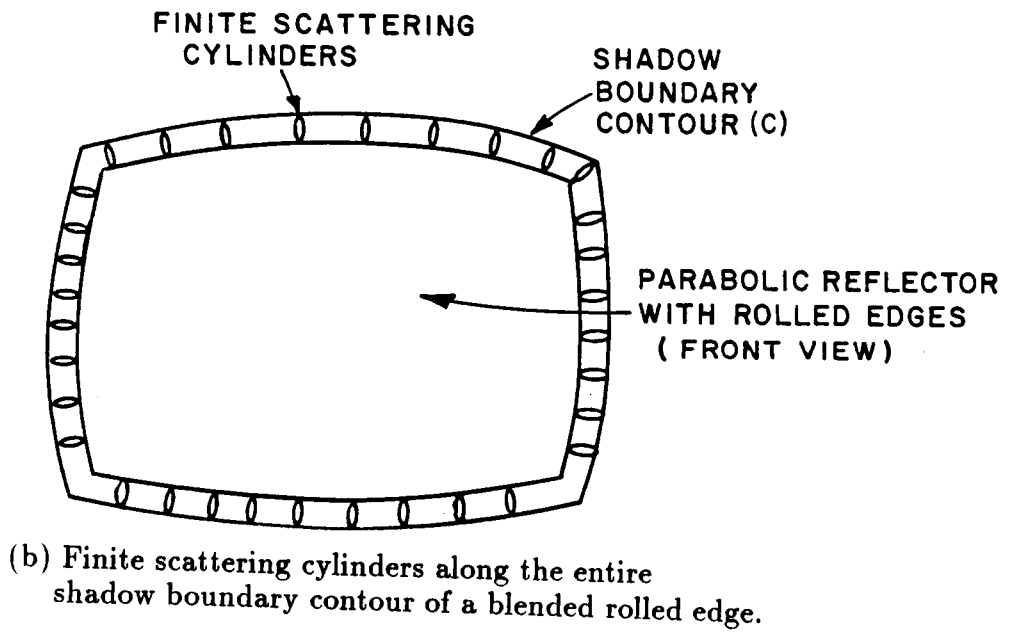 FINITE SCATTERING
CYLINDERS
SHADOW
BOUNDARY
CONTOUR (C)
PARABOLIC REFLECTOR
WITH ROLLED EDGES
( FRONT VIEW )
(b) Finite scattering cylinders along the entire
shadow boundary contour of a blended rolled edge.